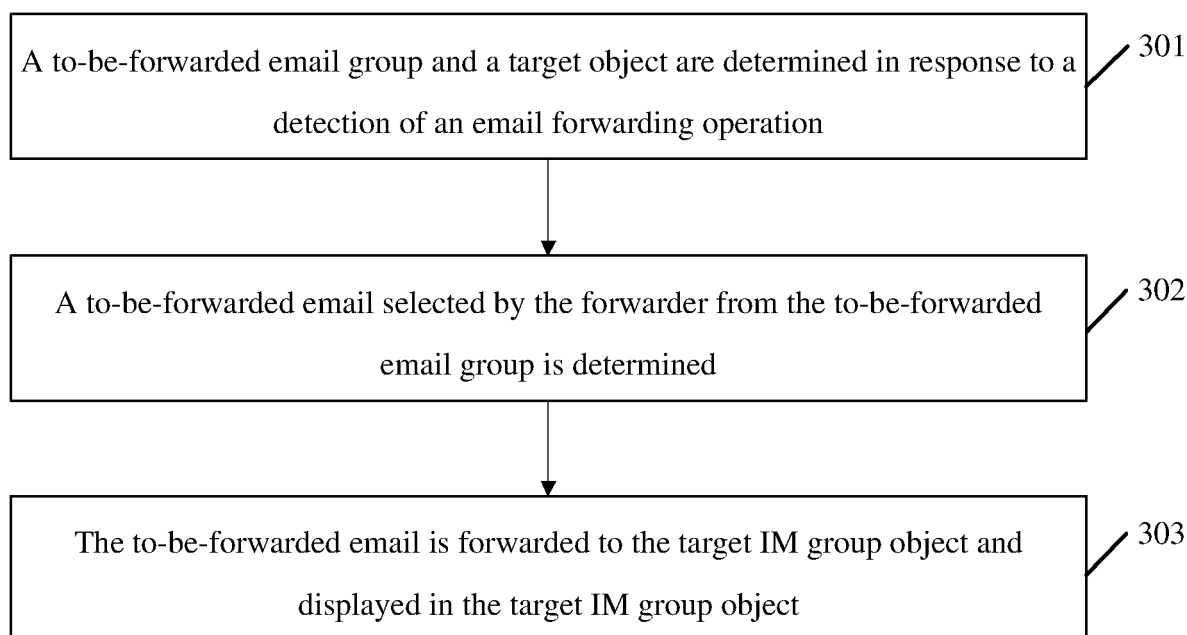 A to-be-forwarded email group and a target object are determined in response to a
detection of an email forwarding operation
301
A to-be-forwarded email selected by the forwarder from the to-be-forwarded
email group is determined
302
The to-be-forwarded email is forwarded to the target IM group object and
displayed in the target IM group object
303